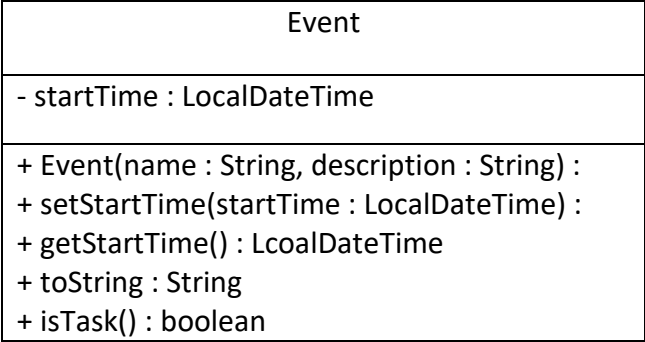 Event
- startTime : LocalDateTime
+ Event(name : String, description : String) :
+ setStartTime(startTime : LocalDateTime) :
+ getStartTime() : LcoalDateTime
+ toString : String
+ isTask() : boolean